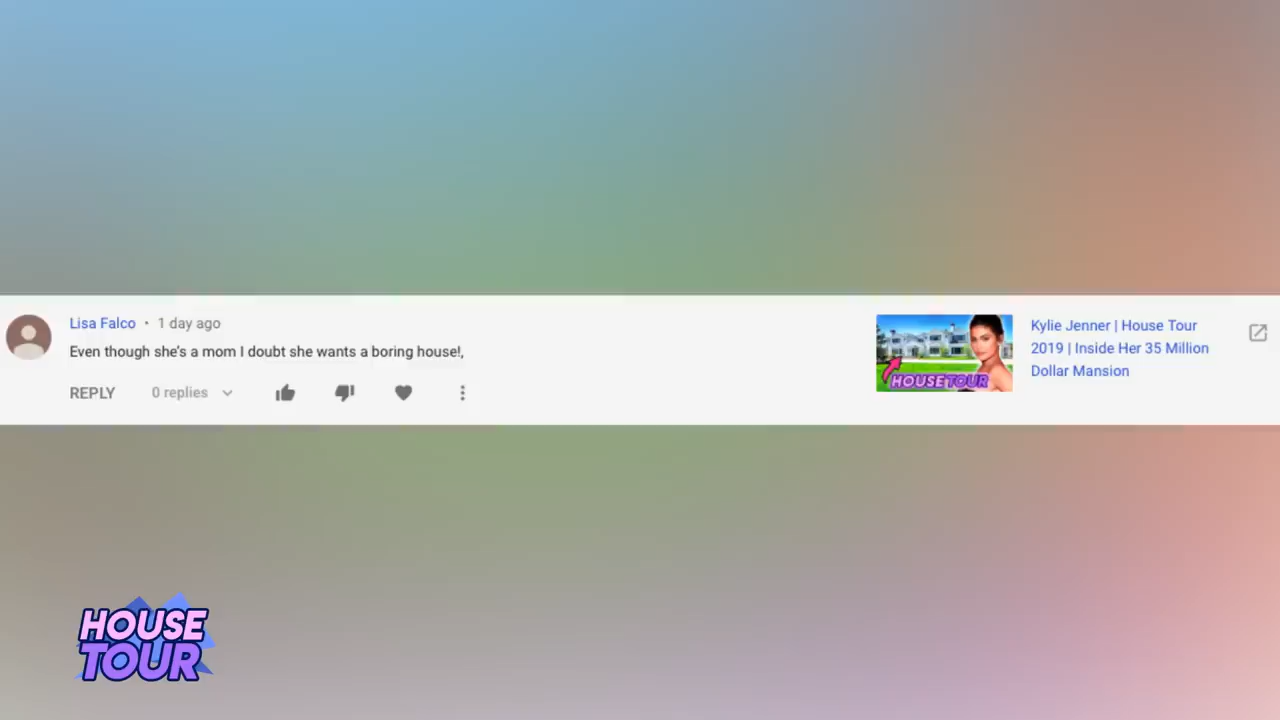 Lisa Falco • 1 day ago
Even though she's a mom I doubt she wants a boring house!,
REPLY 0 replies
HOUSE TOUR
Kylie Jenner | House Tour
2019 | Inside Her 35 Million
Dollar Mansion
HOUSE
TOUR